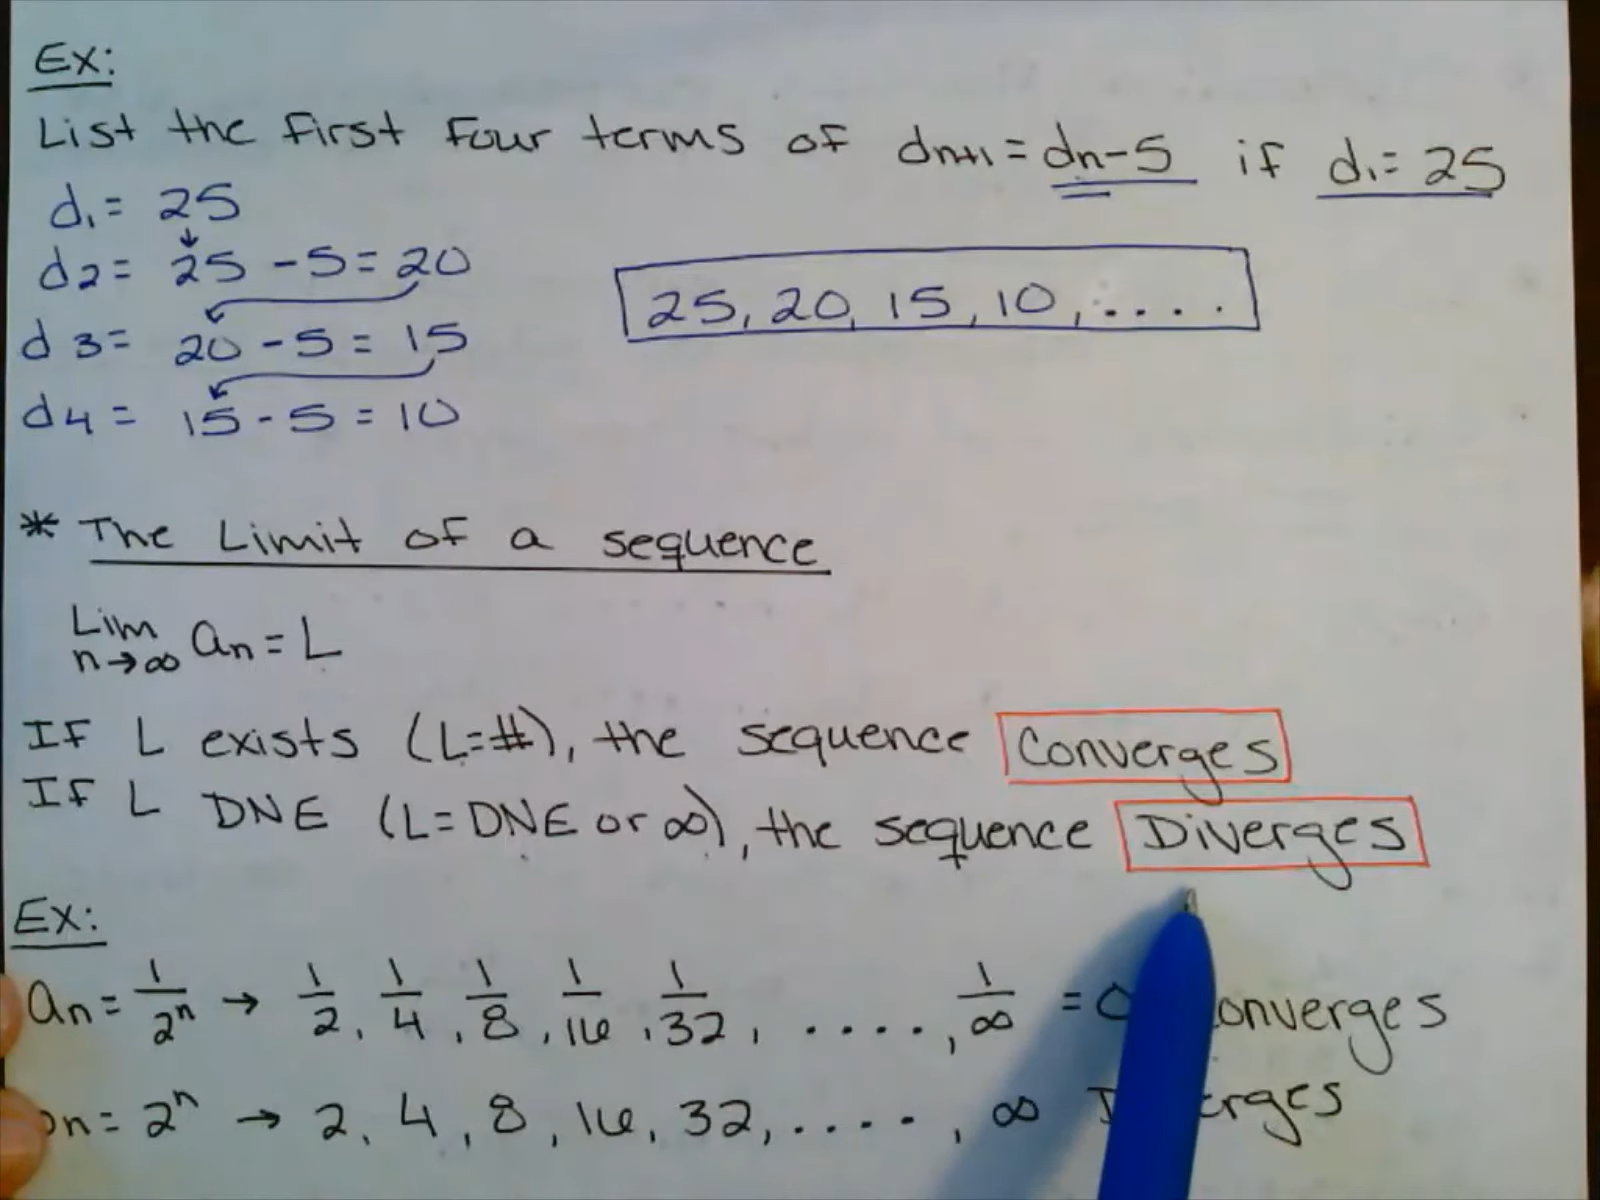 Ex:
List the first four terms of dn+1 = dn-5 if d1 = 25
d1 = 25
d2 = 25 - 5 = 20
d3 = 20 - 5 = 15
d4 = 15 - 5 = 10
25, 20, 15, 10, ....
* The Limit of a sequence
Lim n→∞ an = L
If L exists (L=#), the sequence Converges
If L DNE (L=DNE or ∞), the sequence Diverges
Ex:
an = 1/2^n → 1/2, 1/4, 1/8, 1/16, 1/32, ...., 1/∞ = 0
n = 2^n → 2, 4, 8, 16, 32, ...., ∞